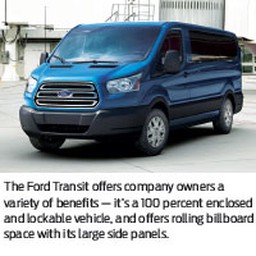 The Ford Transit offers company owners a
variety of benefits — it's a 100 percent enclosed
and lockable vehicle, and offers rolling billboard
space with its large side panels.